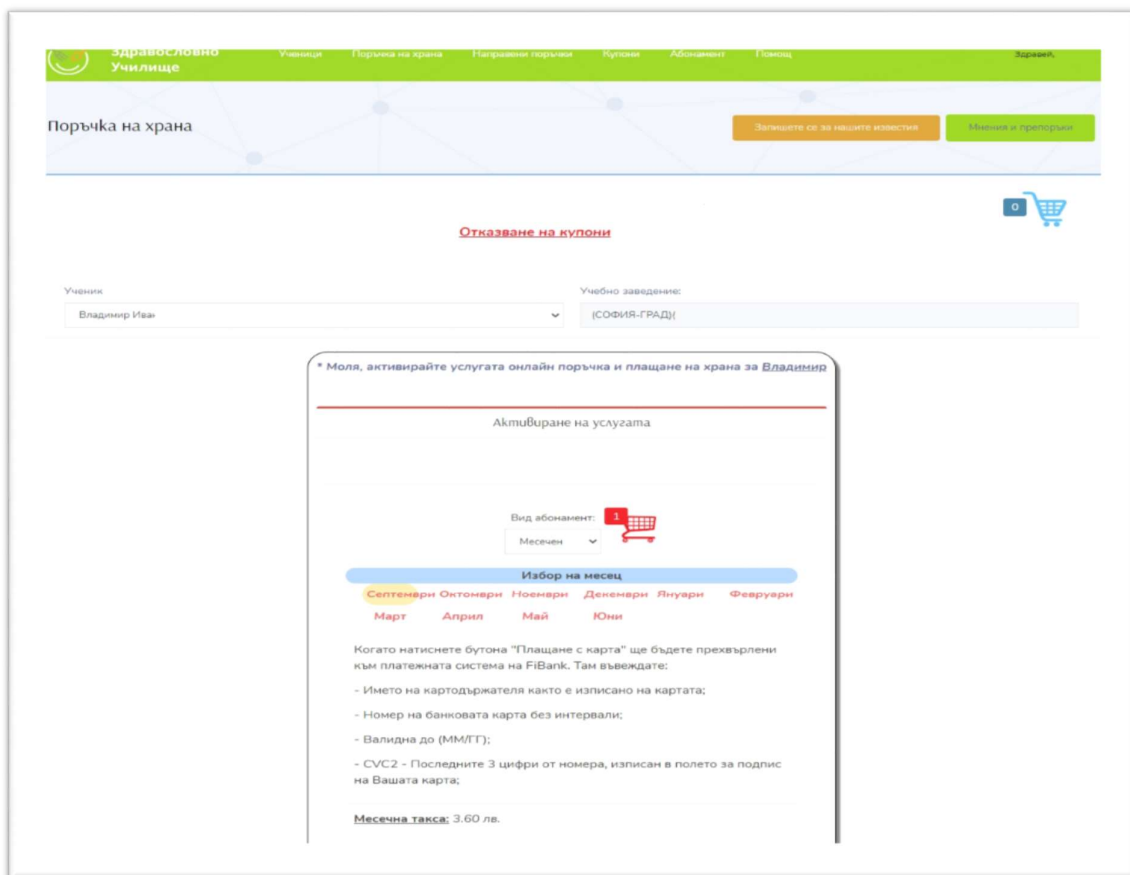 Здравословно
Училище
Ученици Поръчка на храна Направени поръчки Купони Абонамент Помощ Здравей,
Поръчка на храна
Запишете се за нашите известия Мнения и препоръки
0
Отказване на купони
Ученик Учебно заведение:
Владимир Иван (СОФИЯ-ГРАД)(
* Моля, активирайте услугата онлайн поръчка и плащане на храна за Владимир
Активиране на услугата
Вид абонамент: 1
Месечен
Избор на месец
Септември Октомври Ноември Декември Януари Февруари
Март Април Май Юни
Когато натиснете бутона "Плащане с карта" ще бъдете прехвърлени
към платежната система на FiBank. Там въвеждате:
- Името на картодържателя както е изписано на картата;
- Номер на банковата карта без интервали;
- Валидна до (ММ/ГГ);
- CVC2 - Последните 3 цифри от номера, изписан в полето за подпис
на Вашата карта;
Месечна такса: 3.60 лв.